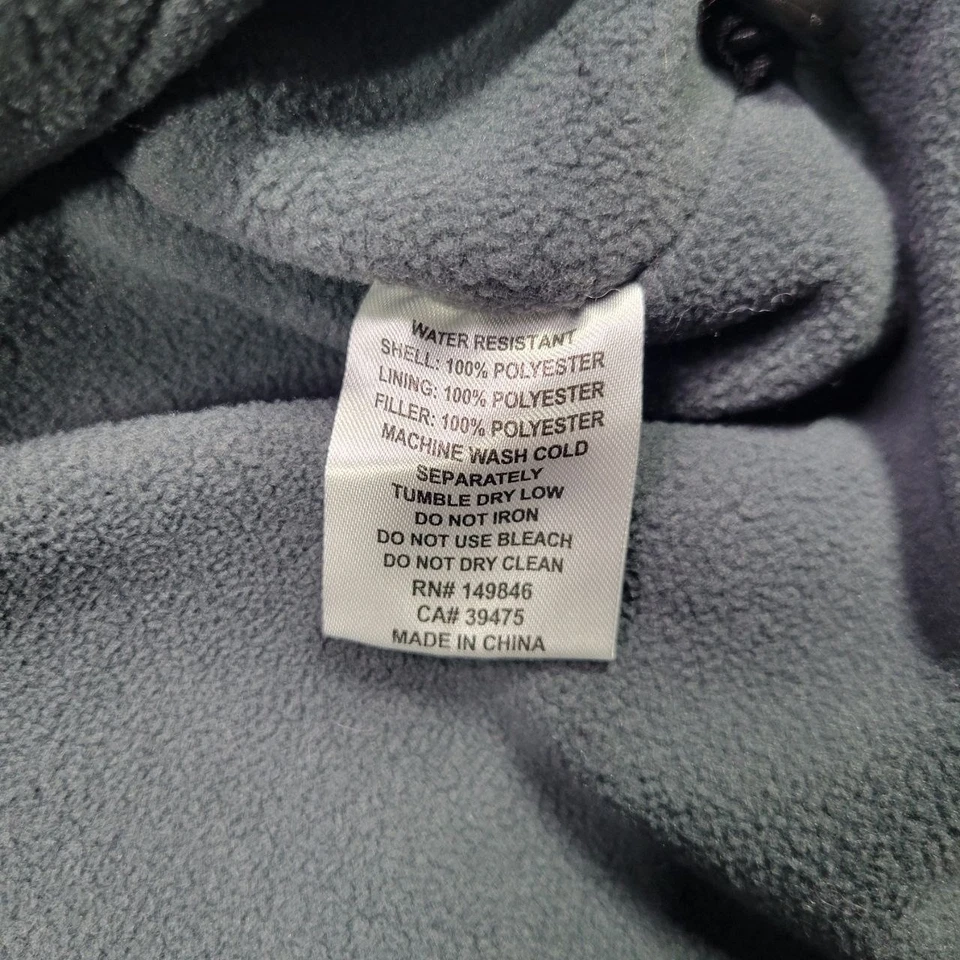 WATER RESISTANT
SHELL: 100% POLYESTER
LINING: 100% POLYESTER
FILLER: 100% POLYESTER
MACHINE WASH COLD
SEPARATELY
TUMBLE DRY LOW
DO NOT IRON
DO NOT USE BLEACH
DO NOT DRY CLEAN
RN# 149846
CA# 39475
MADE IN CHINA